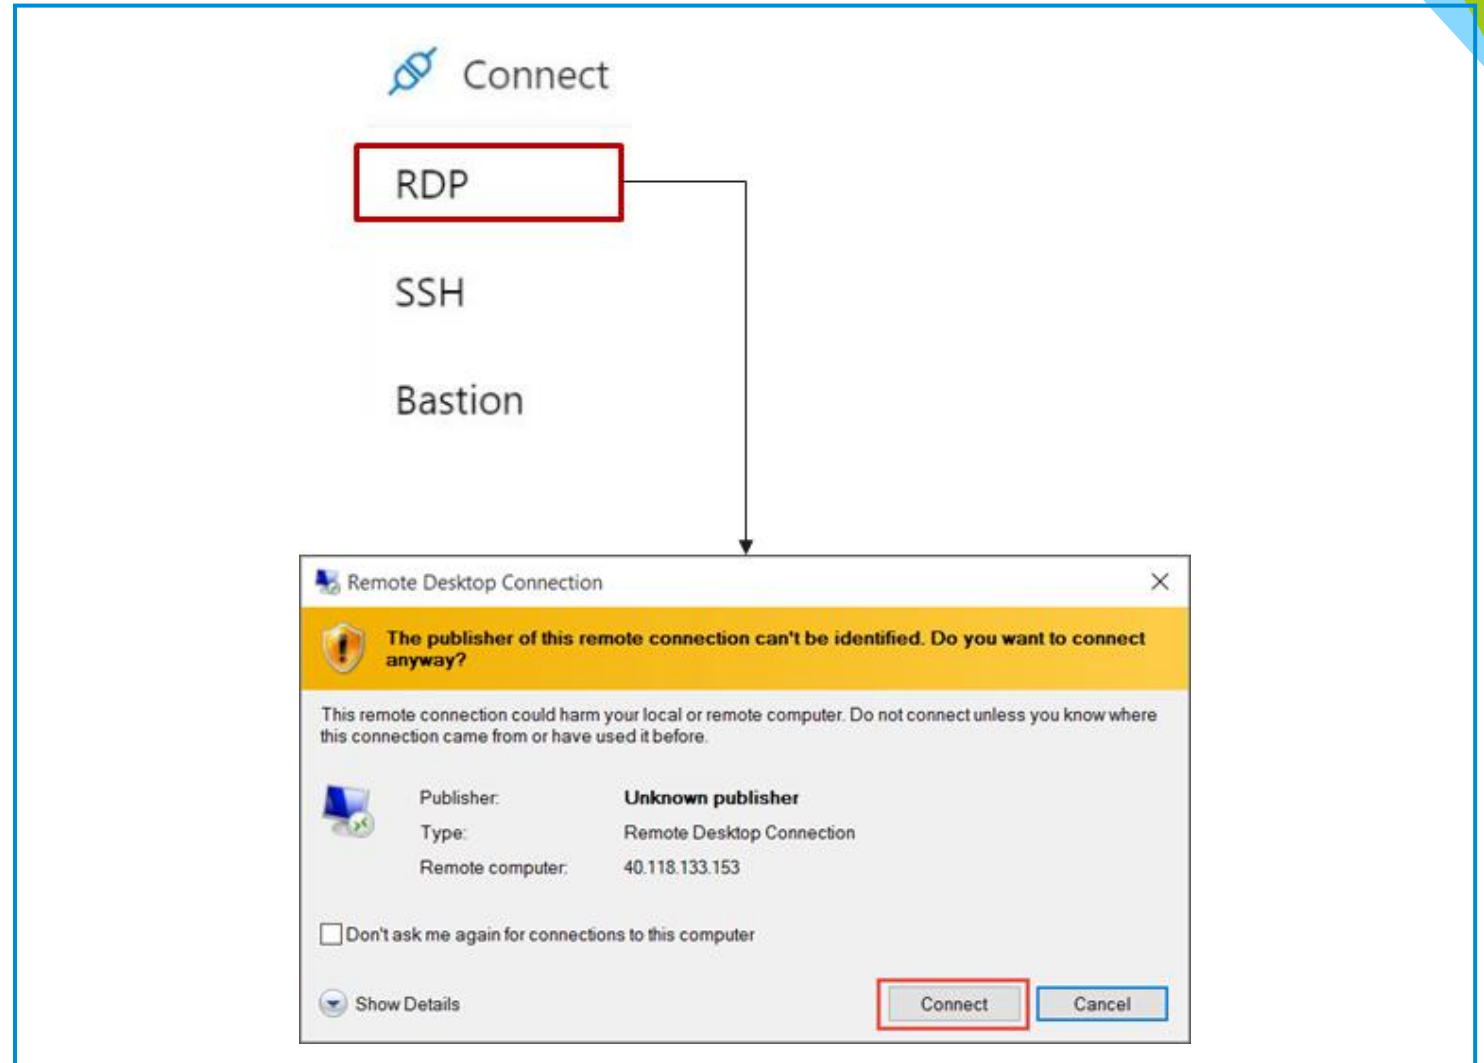 Connect
RDP
SSH
Bastion
Remote Desktop Connection
The publisher of this remote connection can't be identified. Do you want to connect
anyway?
This remote connection could harm your local or remote computer. Do not connect unless you know where
this connection came from or have used it before.
Publisher: Unknown publisher
Type: Remote Desktop Connection
Remote computer: 40.118.133.153
Don't ask me again for connections to this computer
Show Details Connect Cancel